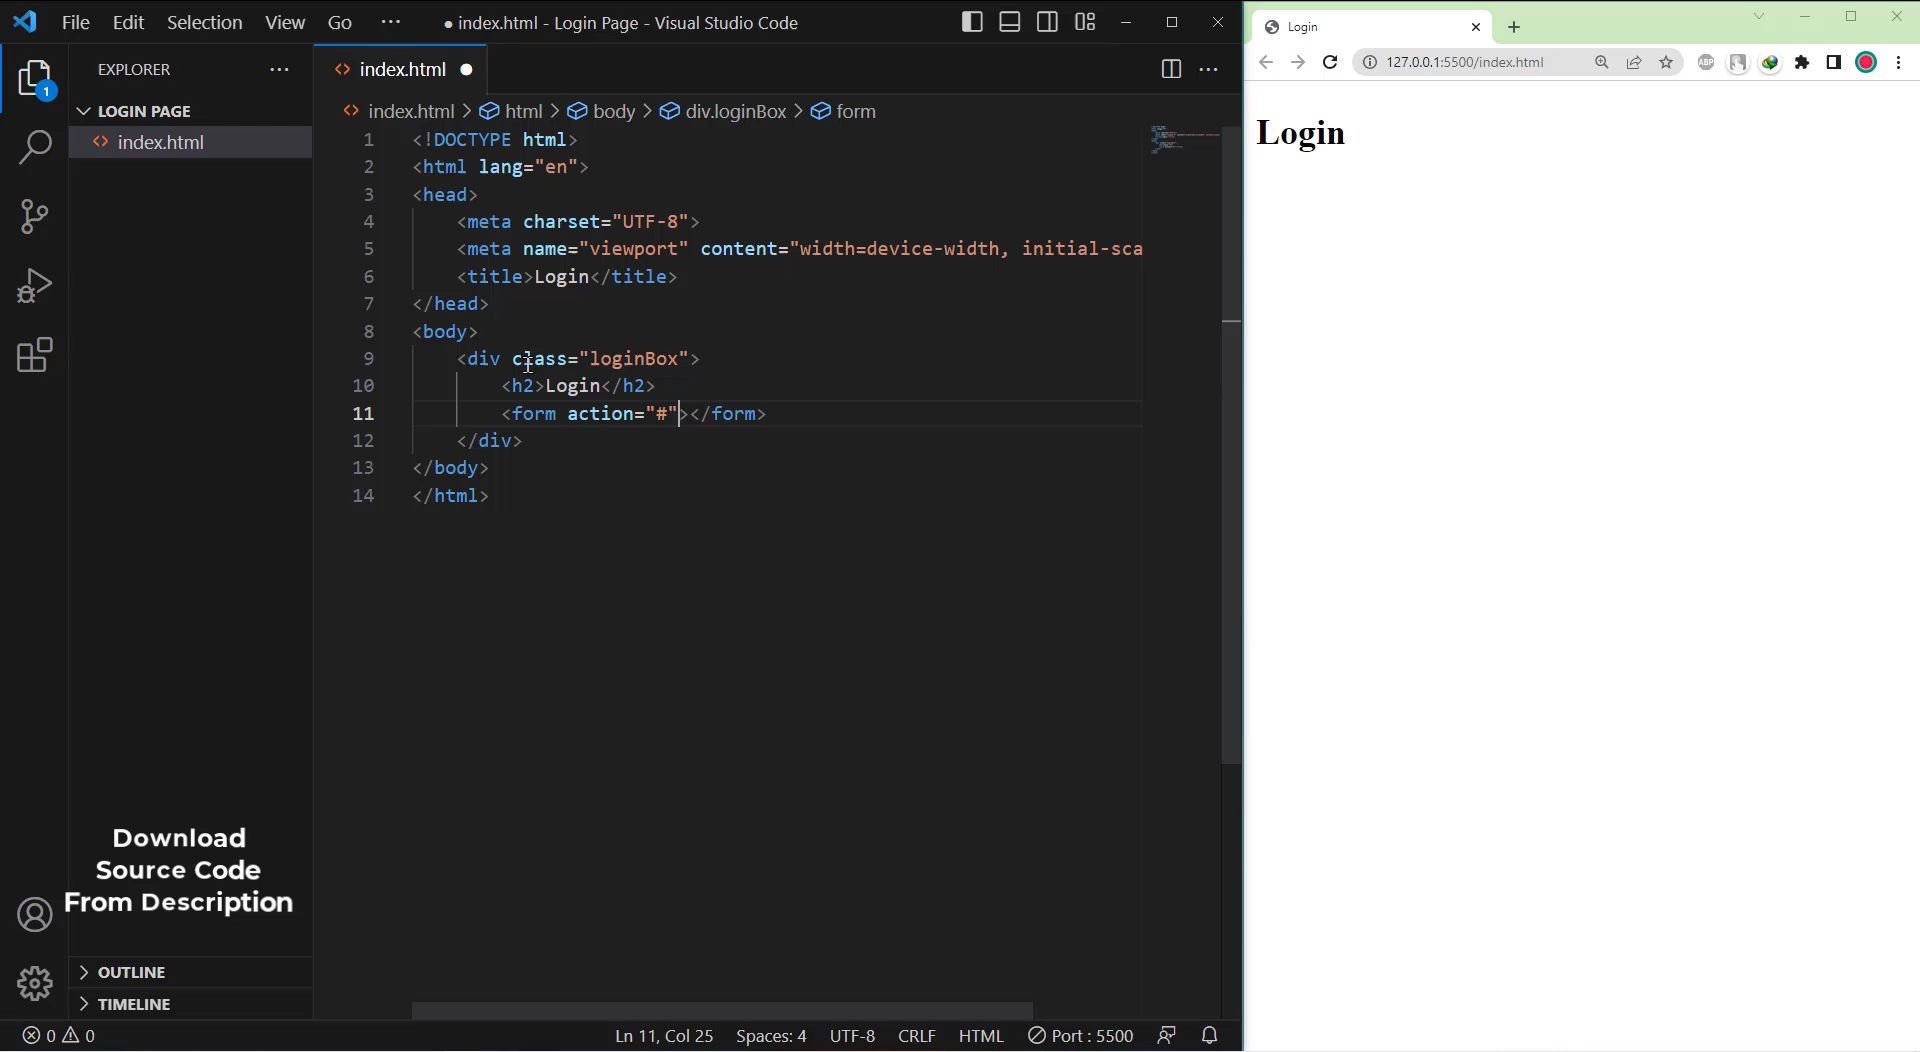 File Edit Selection View Go ··· ● index.html - Login Page - Visual Studio Code
EXPLORER ···
1
LOGIN PAGE
<> index.html
Download
Source Code
From Description
OUTLINE
TIMELINE
<> index.html ● ···
<> index.html > html > body > div.loginBox > form
1 <!DOCTYPE html>
2 <html lang="en">
3 <head>
4 <meta charset="UTF-8">
5 <meta name="viewport" content="width=device-width, initial-sca
6 <title>Login</title>
7 </head>
8 <body>
9 <div class="loginBox">
10 <h2>Login</h2>
11 <form action="#"></form>
12 </div>
13 </body>
14 </html>
0 0 Ln 11, Col 25 Spaces: 4 UTF-8 CRLF HTML Port : 5500
Login
127.0.0.1:5500/index.html ABP
Login